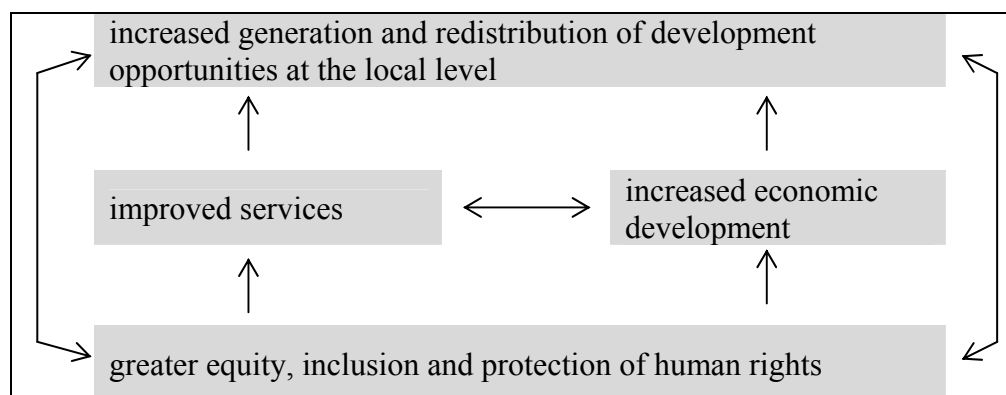 increased generation and redistribution of development
opportunities at the local level
improved services
increased economic
development
greater equity, inclusion and protection of human rights